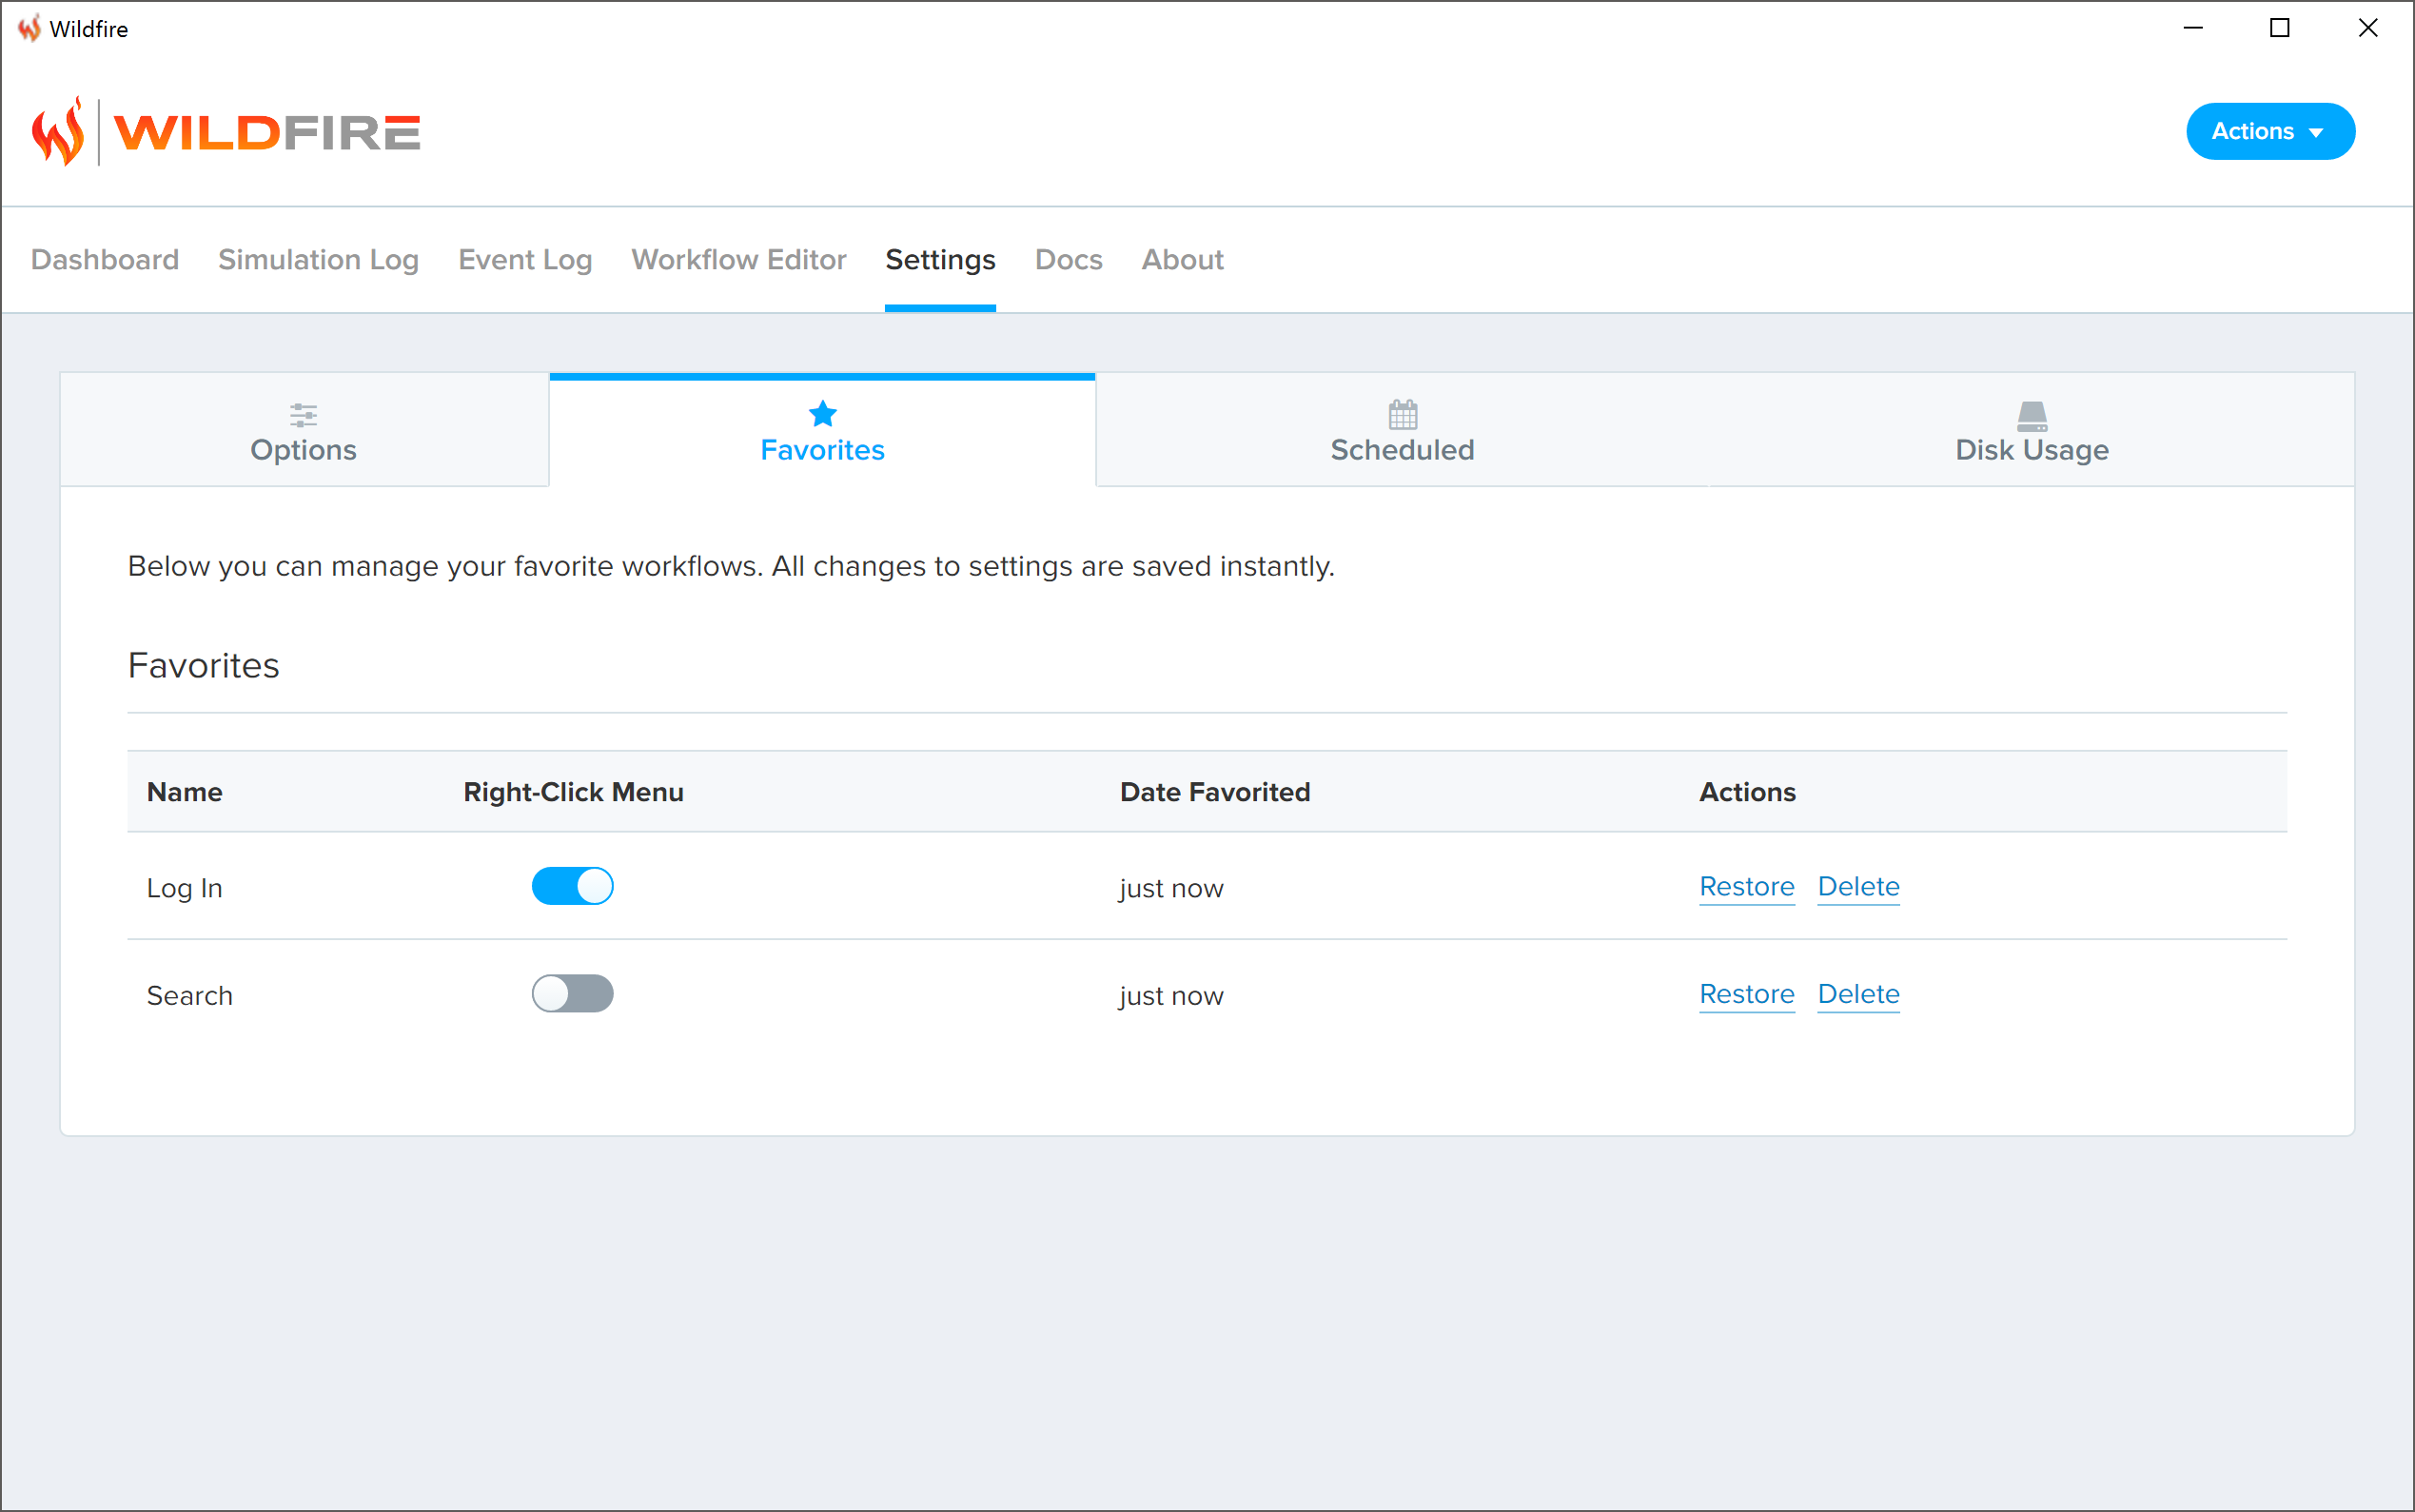 Wildfire
WILDFIRE
Actions
Dashboard Simulation Log Event Log Workflow Editor Settings Docs About
Options Favorites Scheduled Disk Usage
Below you can manage your favorite workflows. All changes to settings are saved instantly.
Favorites
Name Right-Click Menu Date Favorited Actions
Log In just now Restore Delete
Search just now Restore Delete